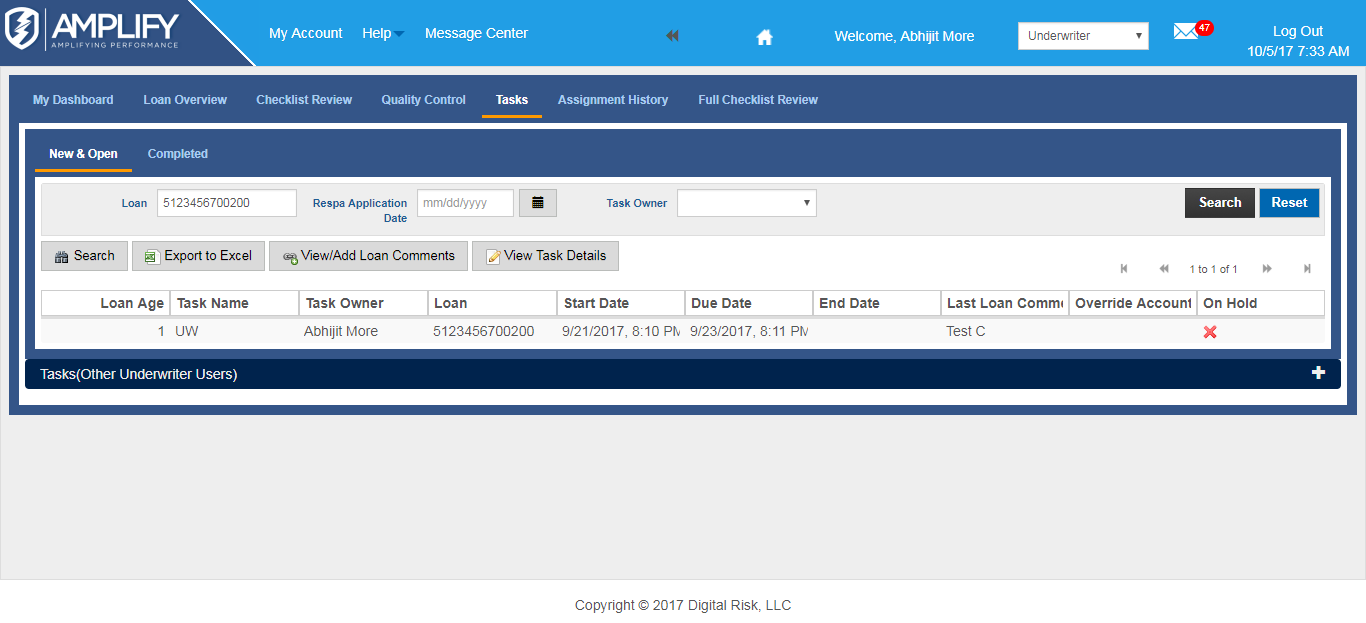 AMPLIFY
AMPLIFYING PERFORMANCE
My Account Help Message Center Welcome, Abhijit More Underwriter 47 Log Out
10/5/17 7:33 AM
My Dashboard Loan Overview Checklist Review Quality Control Tasks Assignment History Full Checklist Review
New & Open Completed
Loan 5123456700200 Respa Application Date mm/dd/yyyy Task Owner Search Reset
Search Export to Excel View/Add Loan Comments View Task Details
1 to 1 of 1
Loan Age Task Name Task Owner Loan Start Date Due Date End Date Last Loan Comme Override Account On Hold
1 UW Abhijit More 5123456700200 9/21/2017, 8:10 PM 9/23/2017, 8:11 PM Test C
Tasks(Other Underwriter Users)
Copyright © 2017 Digital Risk, LLC